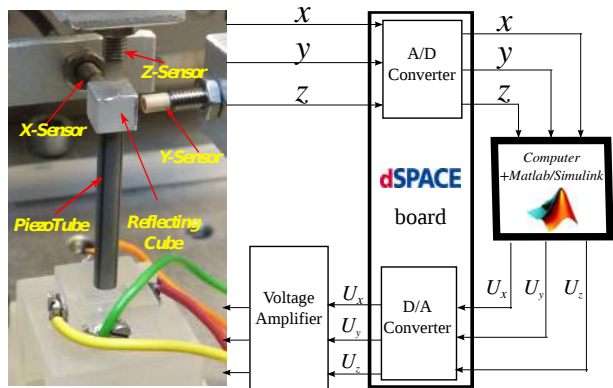 Z-Sensor
X-Sensor
Y-Sensor
PiezoTube
Reflecting
Cube
x
y
z
A/D
Converter
x
y
z
dSPACE
board
Computer
+Matlab/Simulink
U_x
U_y
U_z
D/A
Converter
U_x
U_y
U_z
Voltage
Amplifier